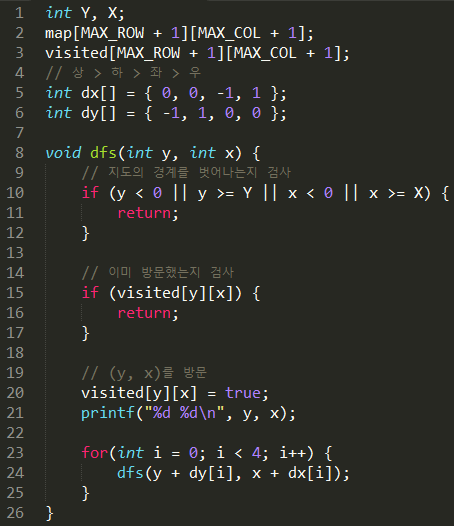 1 int Y, X;
2 map[MAX_ROW + 1][MAX_COL + 1];
3 visited[MAX_ROW + 1][MAX_COL + 1];
4 // 상 > 하 > 좌 > 우
5 int dx[] = { 0, 0, -1, 1 };
6 int dy[] = { -1, 1, 0, 0 };
7
8 void dfs(int y, int x) {
9     // 지도의 경계를 벗어나는지 검사
10     if (y < 0 || y >= Y || x < 0 || x >= X) {
11         return;
12     }
13
14     // 이미 방문했는지 검사
15     if (visited[y][x]) {
16         return;
17     }
18
19     // (y, x)를 방문
20     visited[y][x] = true;
21     printf("%d %d\n", y, x);
22
23     for(int i = 0; i < 4; i++) {
24         dfs(y + dy[i], x + dx[i]);
25     }
26 }